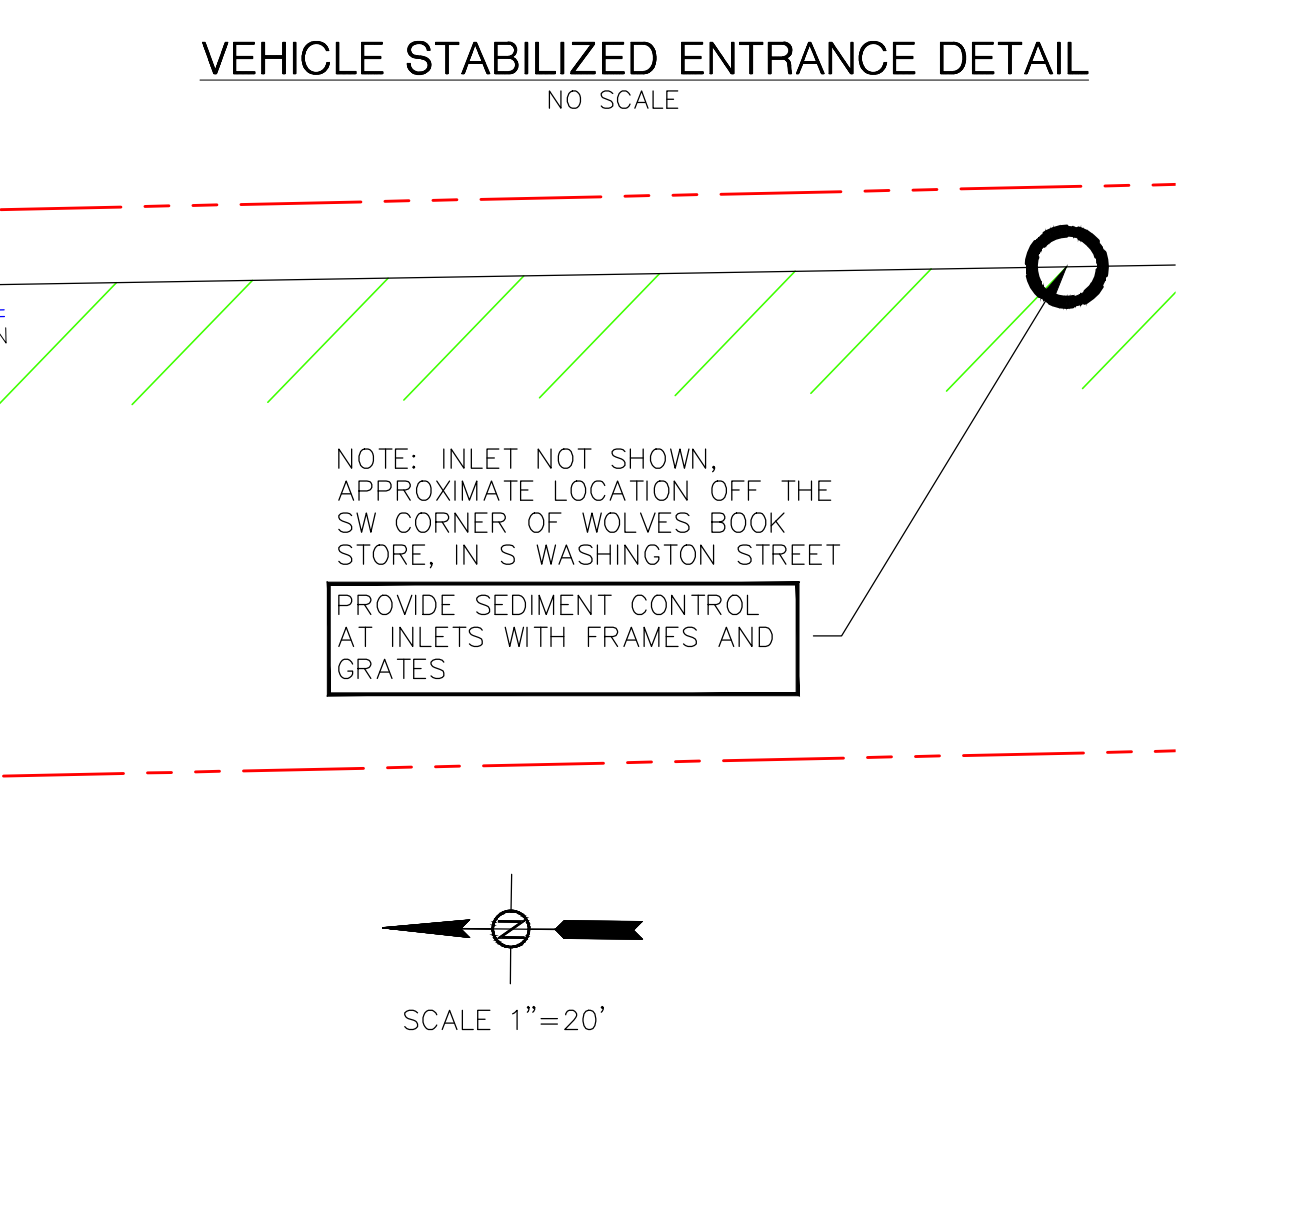 VEHICLE STABILIZED ENTRANCE DETAIL
NO SCALE
N
NOTE: INLET NOT SHOWN,
APPROXIMATE LOCATION OFF THE
SW CORNER OF WOLVES BOOK
STORE, IN S WASHINGTON STREET
PROVIDE SEDIMENT CONTROL
AT INLETS WITH FRAMES AND
GRATES
N
SCALE 1"=20'